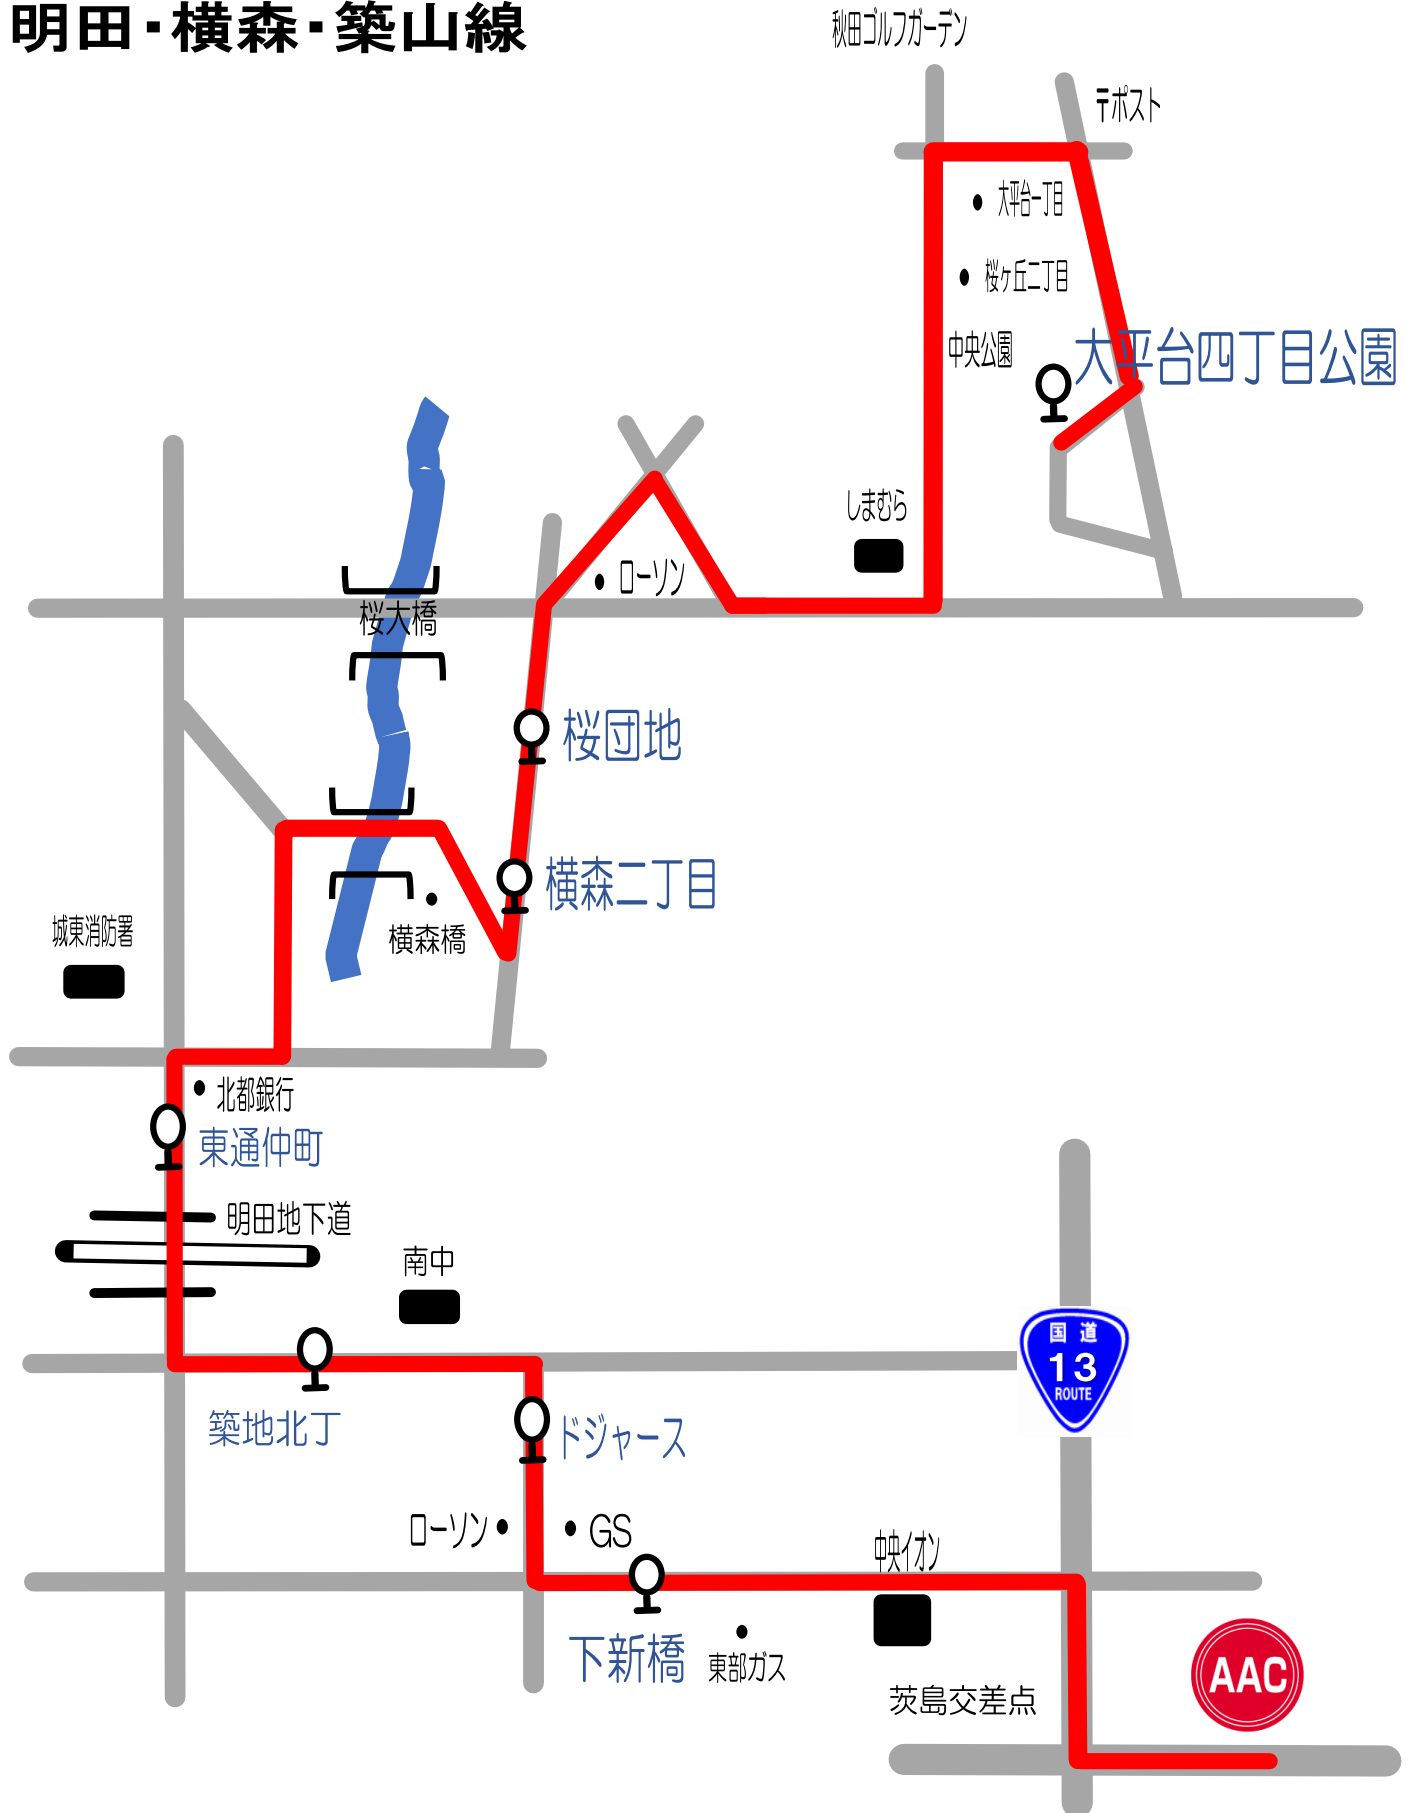 明田・横森・築山線
秋田ゴルフガーデン
〒ポスト
大平台一丁目
桜ヶ丘二丁目
中央公園
大平台四丁目公園
しまむら
ローソン
桜大橋
桜団地
横森二丁目
城東消防署
横森橋
北都銀行
東通仲町
明田地下道
南中
国道
13
ROUTE
築地北丁
ドジャース
ローソン
GS
中央イオン
下新橋
東部ガス
AAC
茨島交差点